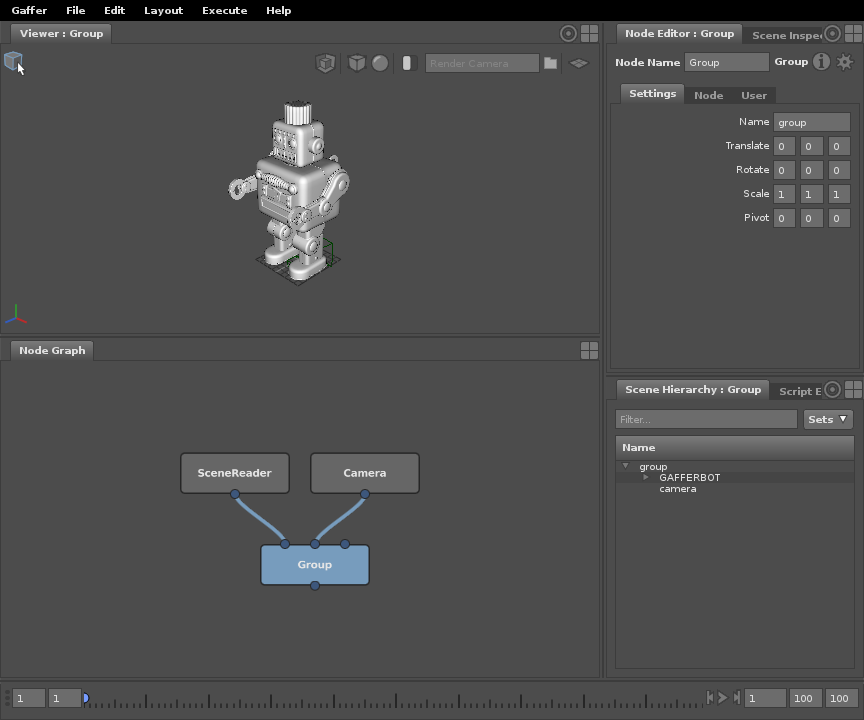 Gaffer File Edit Layout Execute Help
Viewer : Group
Render Camera
Node Graph
SceneReader Camera
Group
Node Editor : Group Scene Inspe
Node Name Group Group
Settings Node User
Name group
Translate 0 0 0
Rotate 0 0 0
Scale 1 1 1
Pivot 0 0 0
Scene Hierarchy : Group Script E
Filter... Sets
Name
group
GAFFERBOT
camera
1 1 1 100 100